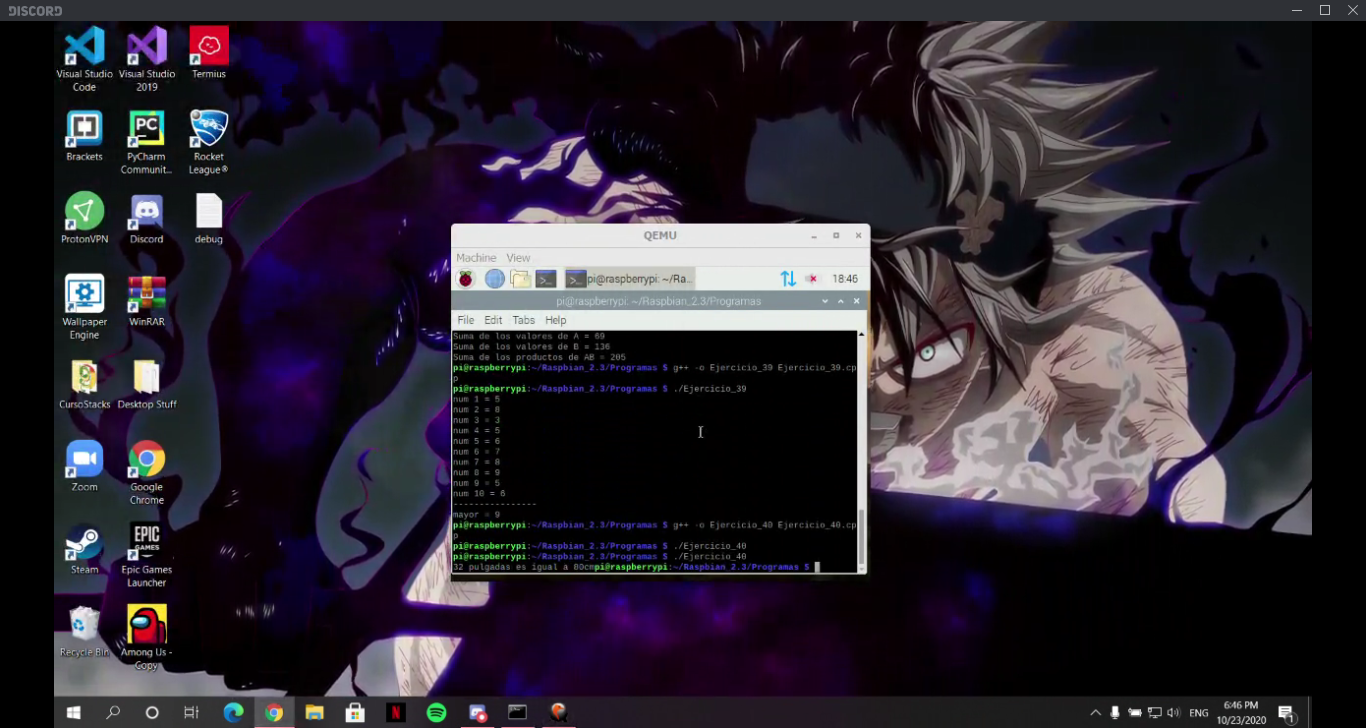 DISCORD
Visual Studio Code
Visual Studio 2019
Termius
Brackets
PyCharm Communit...
Rocket League®
ProtonVPN
Discord
debug
Wallpaper Engine
WinRAR
CursoStacks
Desktop Stuff
Zoom
Google Chrome
Steam
EPIC GAMES
Epic Games Launcher
Recycle Bin
Among Us - Copy
QEMU
Machine View
pi@raspberrypi: ~/Ra...
18:46
pi@raspberrypi: ~/Raspbian_2.3/Programas
File Edit Tabs Help
Suma de los valores de A = 69
Suma de los valores de B = 136
Suma de los productos de AB = 205
pi@raspberrypi:~/Raspbian_2.3/Programas $ g++ -o Ejercicio_39 Ejercicio_39.cp
p
pi@raspberrypi:~/Raspbian_2.3/Programas $ ./Ejercicio_39
num 1 = 5
num 2 = 8
num 3 = 3
num 4 = 5
num 5 = 6
num 6 = 7
num 7 = 8
num 8 = 9
num 9 = 5
num 10 = 6
----------------
mayor = 9
pi@raspberrypi:~/Raspbian_2.3/Programas $ g++ -o Ejercicio_40 Ejercicio_40.cp
p
pi@raspberrypi:~/Raspbian_2.3/Programas $ ./Ejercicio_40
pi@raspberrypi:~/Raspbian_2.3/Programas $ ./Ejercicio_40
32 pulgadas es igual a 80cmpi@raspberrypi:~/Raspbian_2.3/Programas $
ENG
6:46 PM
10/23/2020
1